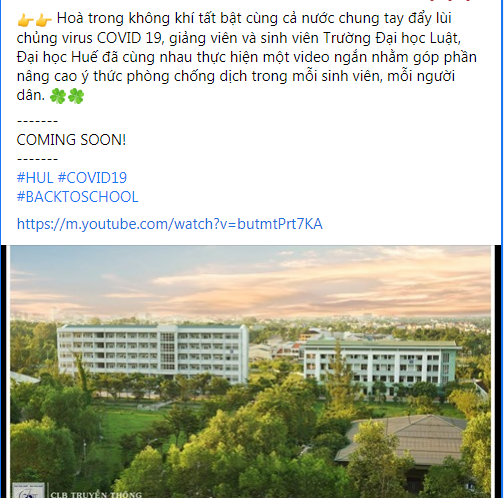 👉👉 Hoà trong không khí tất bật cùng cả nước chung tay đẩy lùi
chủng virus COVID 19, giảng viên và sinh viên Trường Đại học Luật,
Đại học Huế đã cùng nhau thực hiện một video ngắn nhằm góp phần
nâng cao ý thức phòng chống dịch trong mỗi sinh viên, mỗi người
dân. 🍀🍀
-------
COMING SOON!
-------
#HUL #COVID19
#BACKTOSCHOOL
https://m.youtube.com/watch?v=butmtPrt7KA
CLB TRUYỀN THÔNG